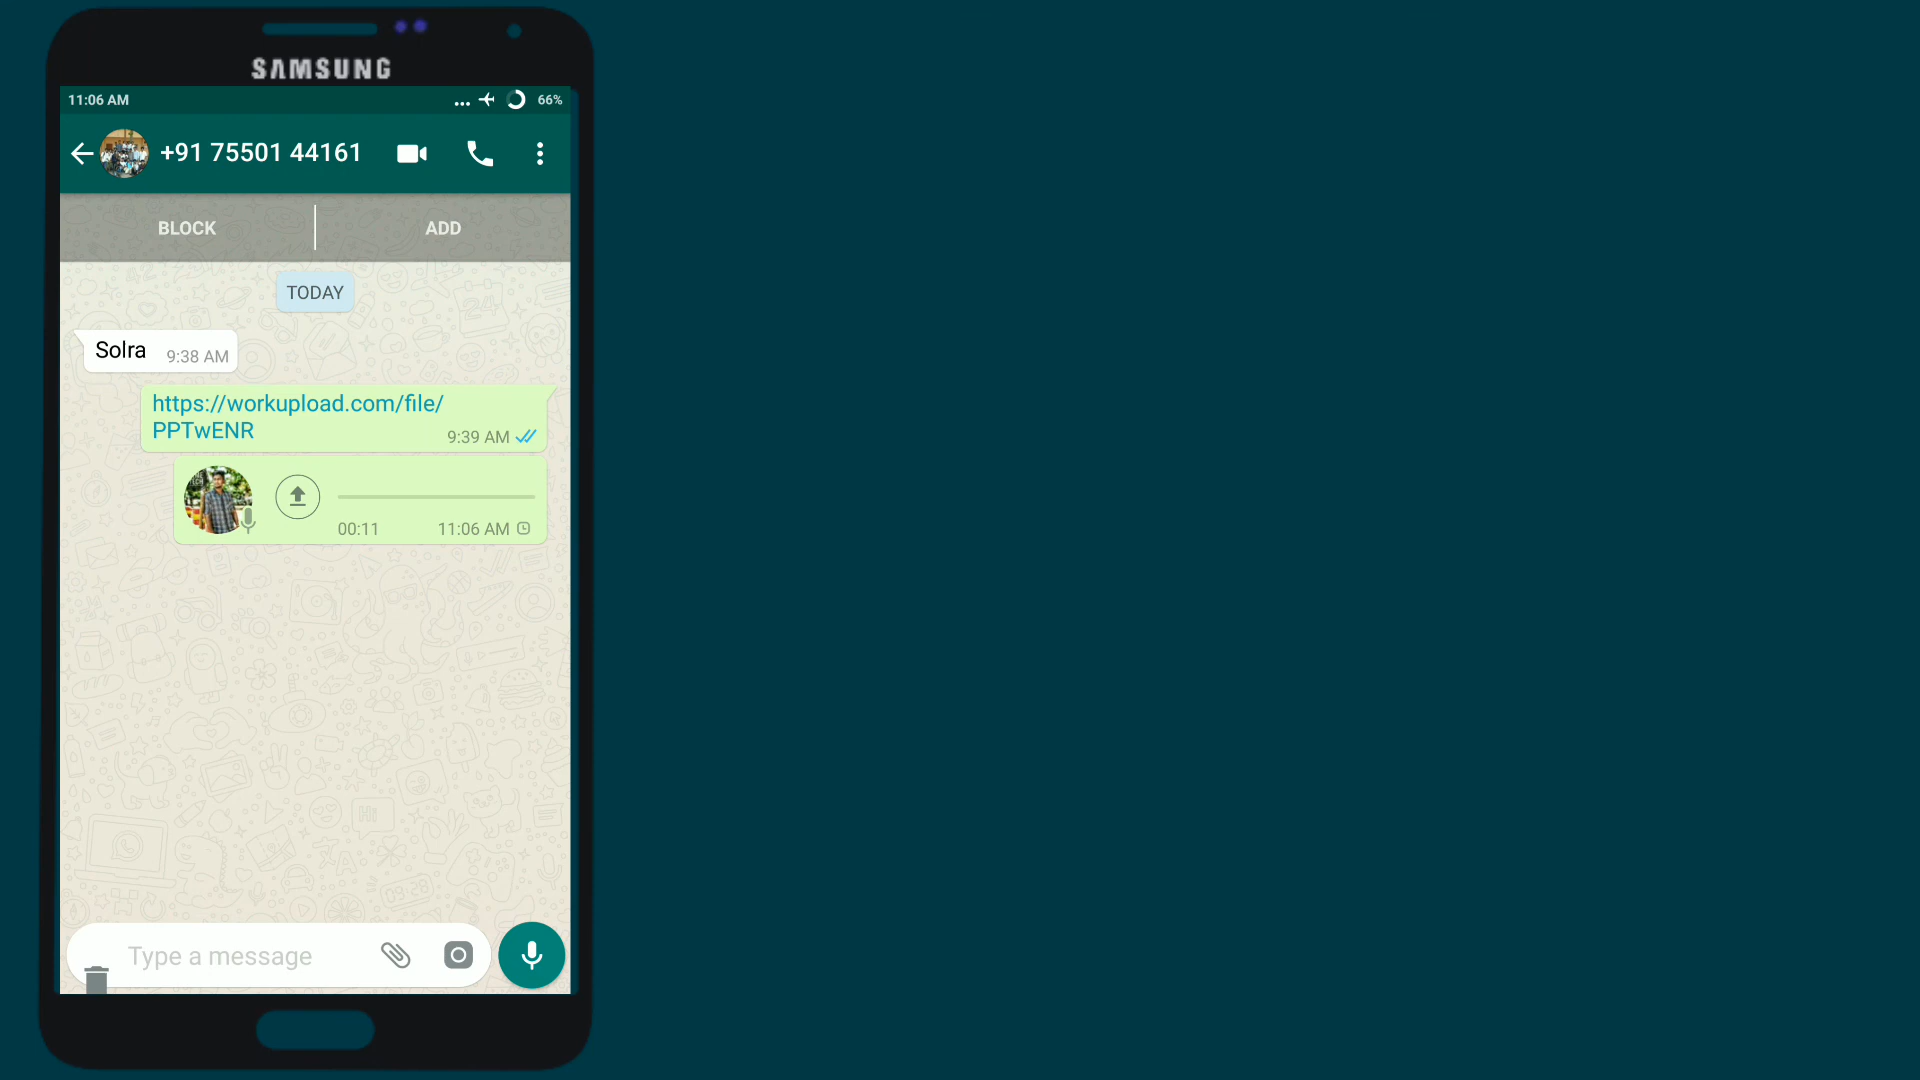 SAMSUNG
11:06 AM
66%
+91 75501 44161
BLOCK
ADD
TODAY
Solra
9:38 AM
https://workupload.com/file/
PPTwENR
9:39 AM
00:11
11:06 AM
Type a message